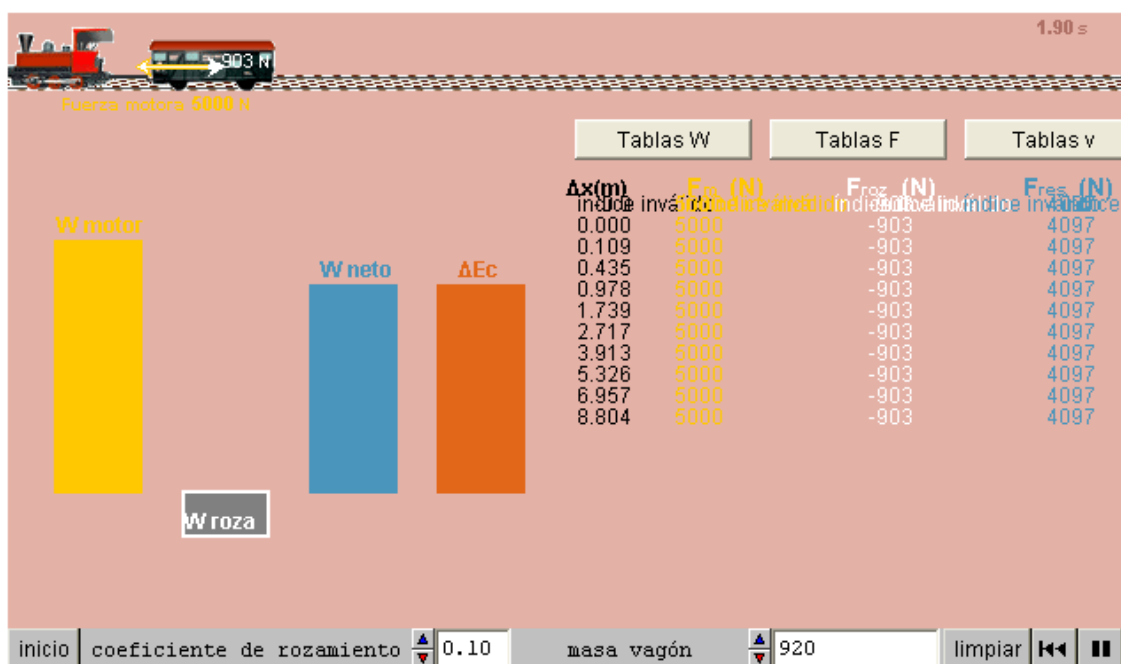 1.90 s
903 N
Fuerza motora 5000 N
Tablas W Tablas F Tablas v
Δx(m) Fm (N) Froz (N) Fres (N)
índice inválido
0.000 5000 -903 4097
0.109 5000 -903 4097
0.435 5000 -903 4097
0.978 5000 -903 4097
1.739 5000 -903 4097
2.717 5000 -903 4097
3.913 5000 -903 4097
5.326 5000 -903 4097
6.957 5000 -903 4097
8.804 5000 -903 4097
W motor
W neto
ΔEc
W roza
inicio coeficiente de rozamiento 0.10 masa vagón 920 limpiar